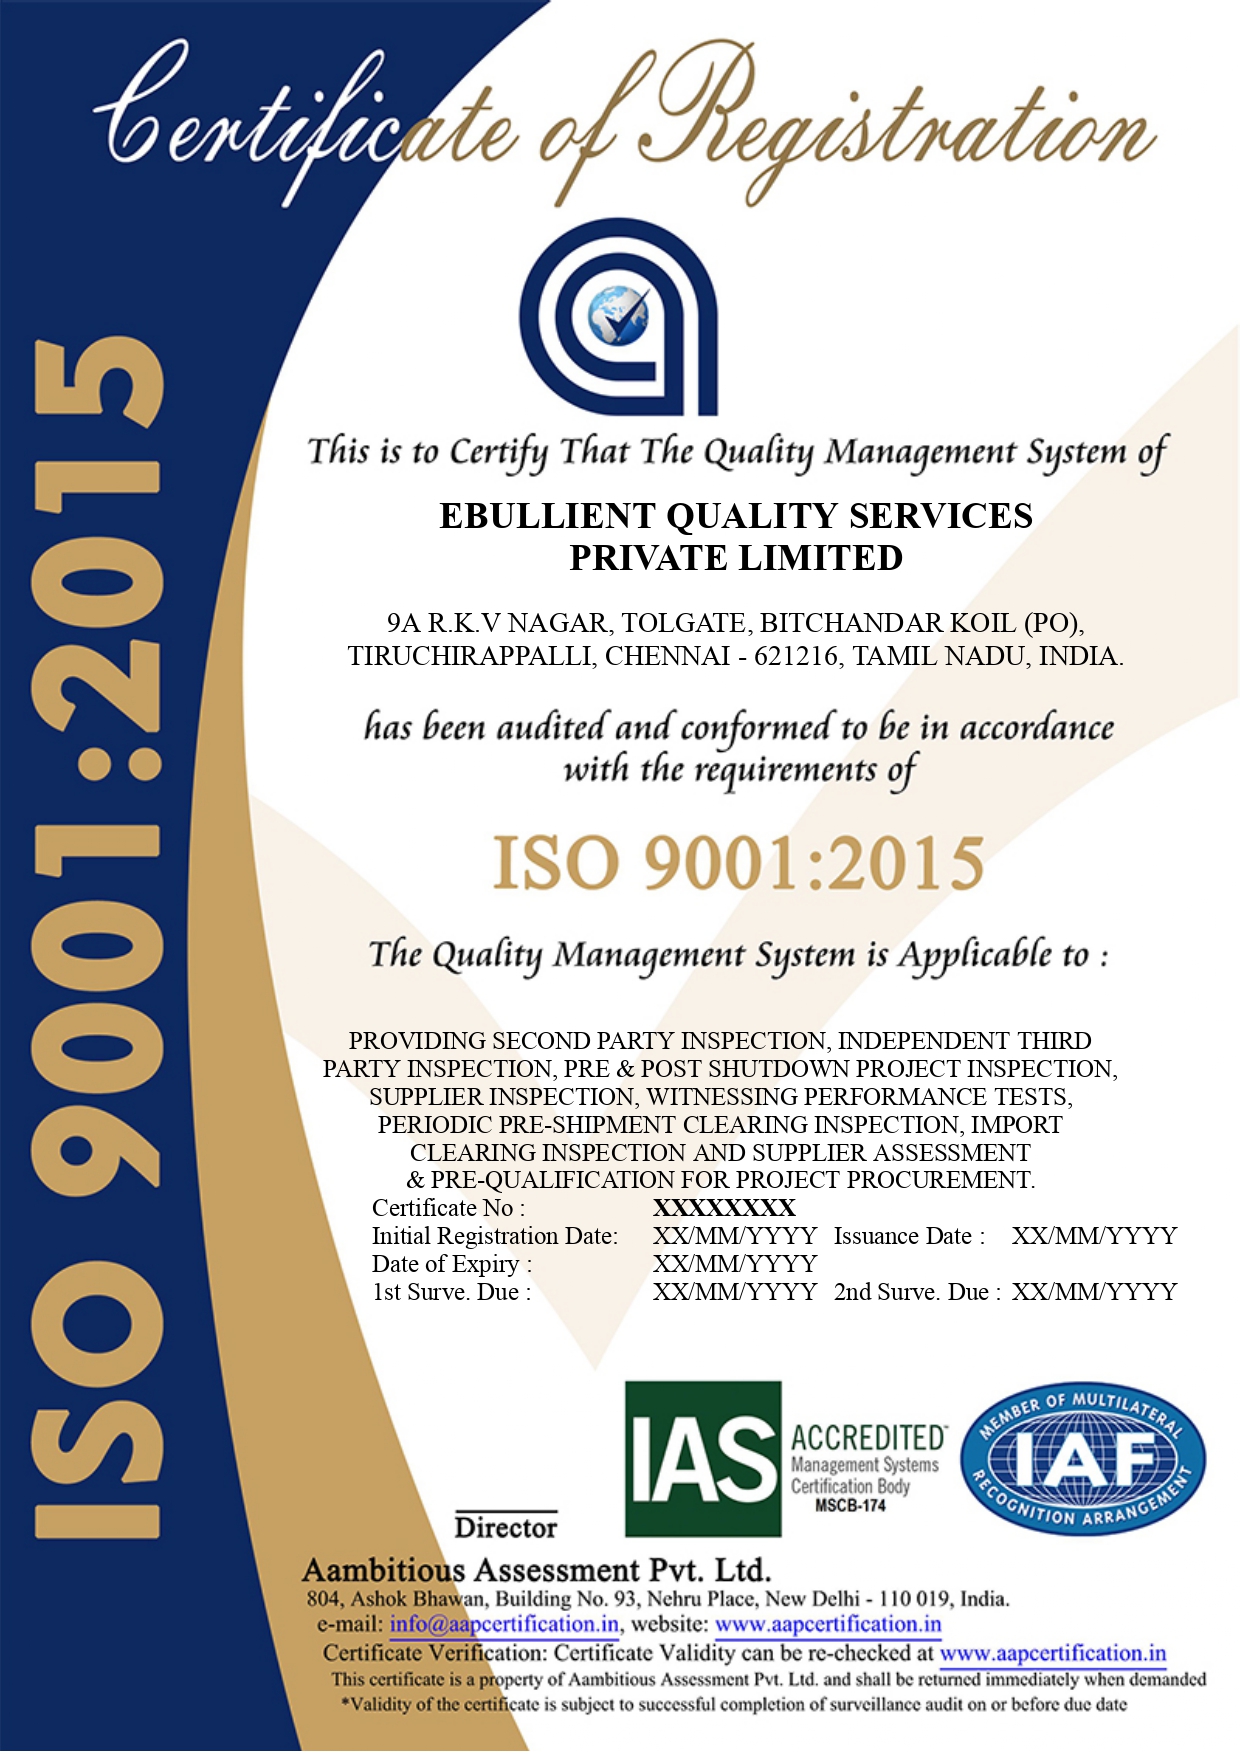 Certificate of Registration
ISO 9001:2015
This is to Certify That The Quality Management System of
EBULLIENT QUALITY SERVICES
PRIVATE LIMITED
9A R.K.V NAGAR, TOLGATE, BITCHANDAR KOIL (PO),
TIRUCHIRAPPALLI, CHENNAI - 621216, TAMIL NADU, INDIA.
has been audited and conformed to be in accordance
with the requirements of
ISO 9001:2015
The Quality Management System is Applicable to :
PROVIDING SECOND PARTY INSPECTION, INDEPENDENT THIRD
PARTY INSPECTION, PRE & POST SHUTDOWN PROJECT INSPECTION,
SUPPLIER INSPECTION, WITNESSING PERFORMANCE TESTS,
PERIODIC PRE-SHIPMENT CLEARING INSPECTION, IMPORT
CLEARING INSPECTION AND SUPPLIER ASSESSMENT
& PRE-QUALIFICATION FOR PROJECT PROCUREMENT.
Certificate No : XXXXXXXX
Initial Registration Date: XX/MM/YYYY Issuance Date : XX/MM/YYYY
Date of Expiry : XX/MM/YYYY
1st Surve. Due : XX/MM/YYYY 2nd Surve. Due : XX/MM/YYYY
IAS
ACCREDITED™
Management Systems
Certification Body
MSCB-174
MEMBER OF MULTILATERAL
IAF
RECOGNITION ARRANGEMENT
Director
Aambitious Assessment Pvt. Ltd.
804, Ashok Bhawan, Building No. 93, Nehru Place, New Delhi - 110 019, India.
e-mail: info@aapcertification.in, website: www.aapcertification.in
Certificate Verification: Certificate Validity can be re-checked at www.aapcertification.in
This certificate is a property of Aambitious Assessment Pvt. Ltd. and shall be returned immediately when demanded
*Validity of the certificate is subject to successful completion of surveillance audit on or before due date